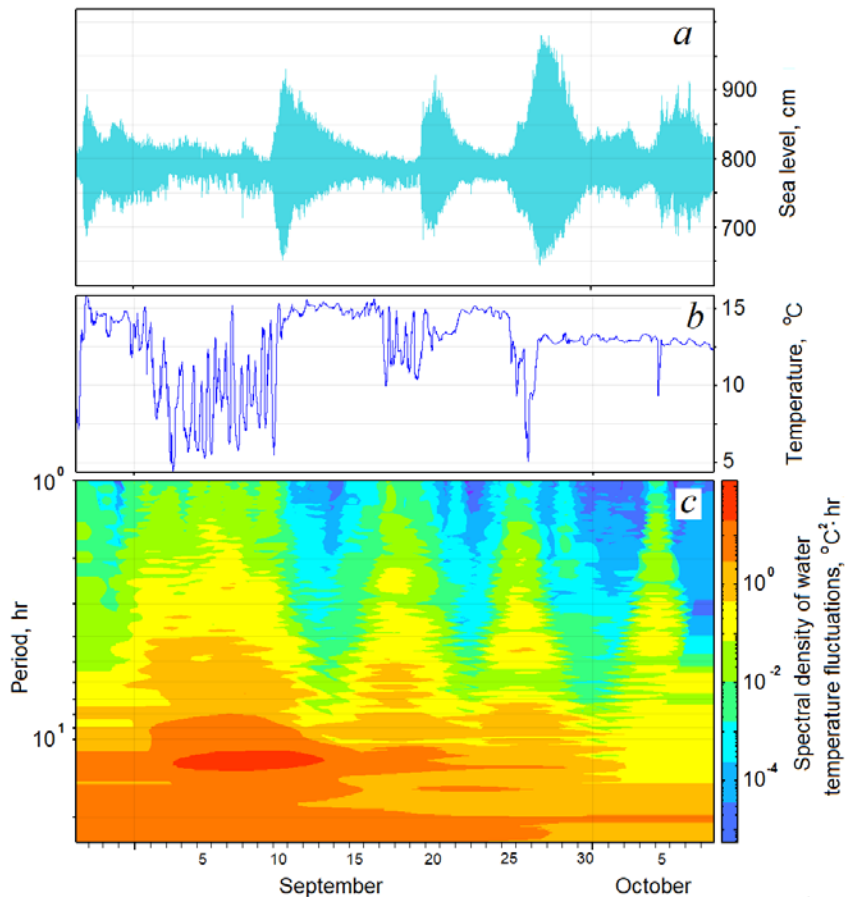 a
900
800
700
Sea level, cm
b
15
10
5
Temperature, °C
c
10⁰
10¹
Period, hr
10⁰
10⁻²
10⁻⁴
Spectral density of water
temperature fluctuations, °C²·hr
5 10 15 20 25 30 5
September October